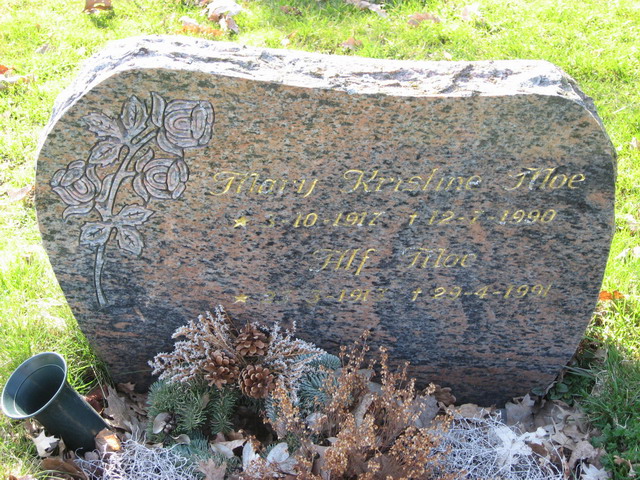 Mary Kristine Moe
★ 3-10-1917 † 12-7-1990
Alf Moe
† 29-4-1991